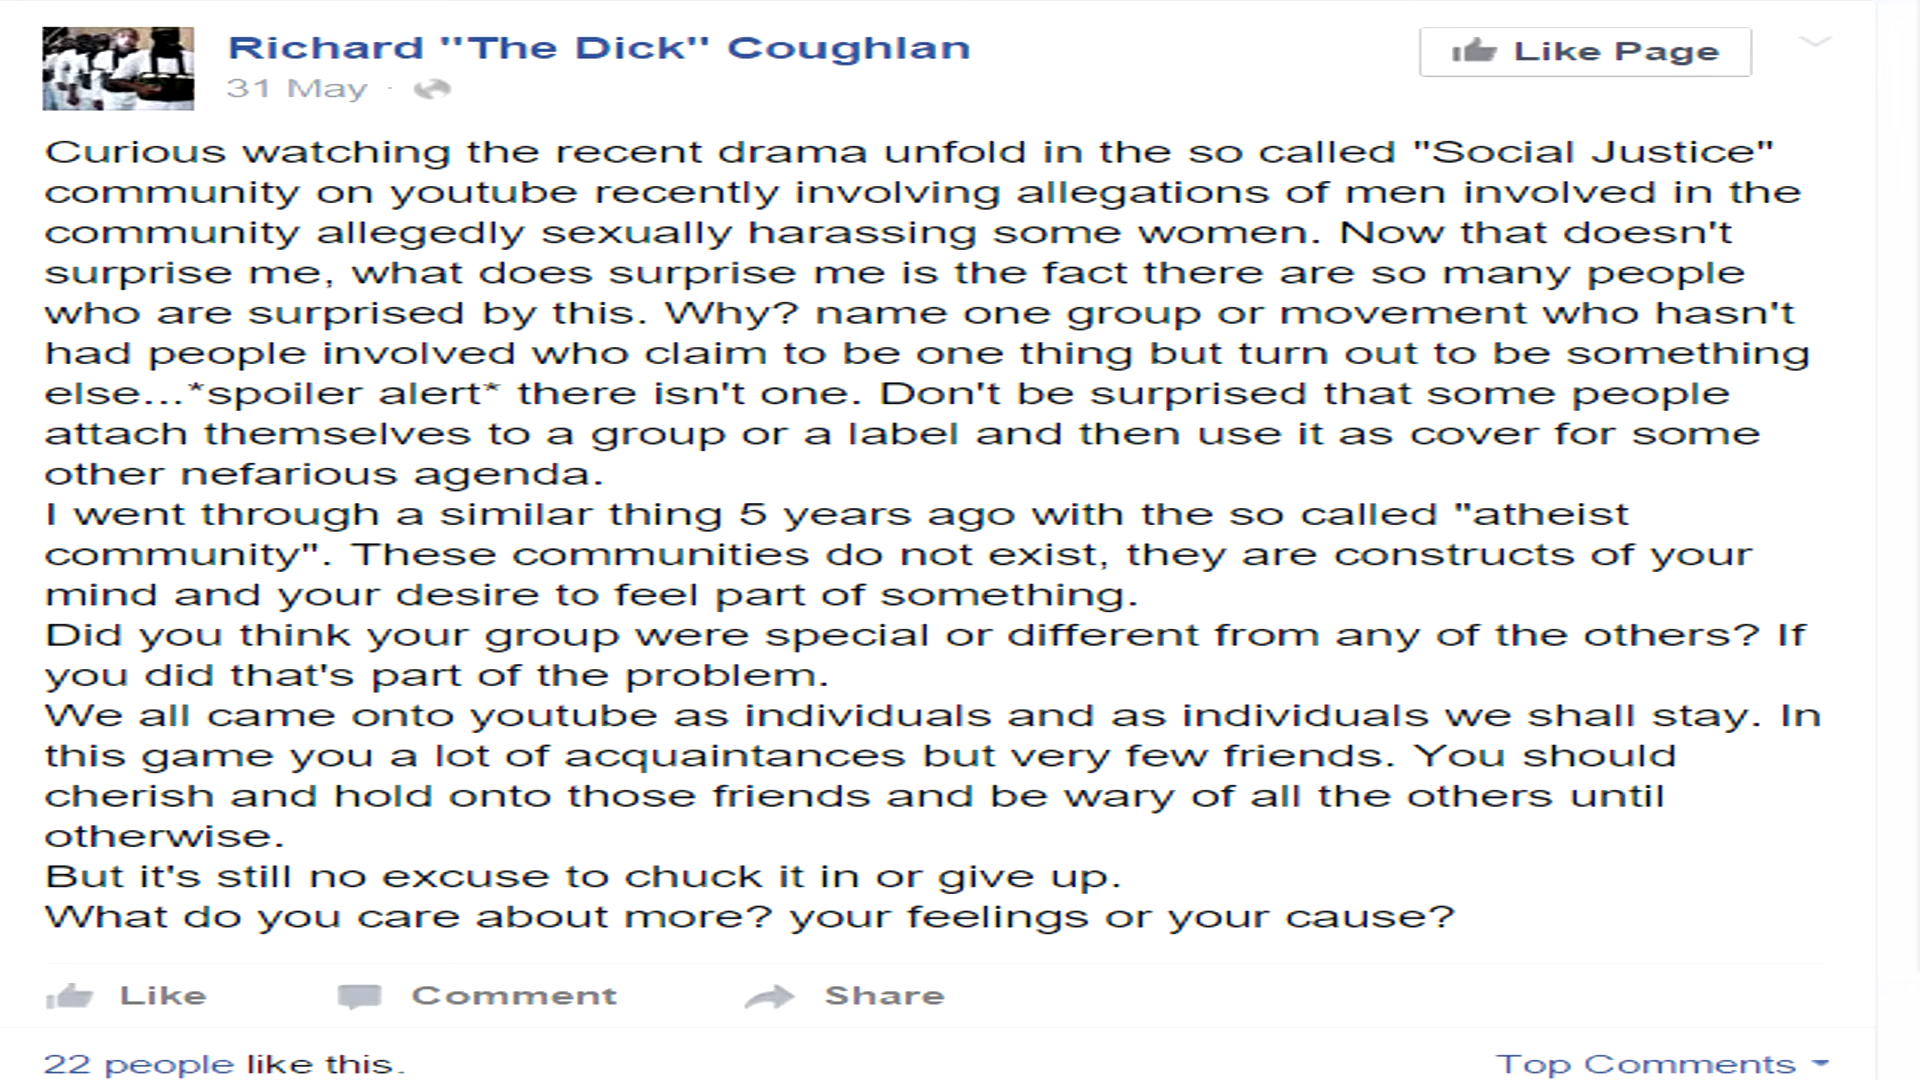 Richard "The Dick" Coughlan
Like Page
31 May ·
Curious watching the recent drama unfold in the so called "Social Justice"
community on youtube recently involving allegations of men involved in the
community allegedly sexually harassing some women. Now that doesn't
surprise me, what does surprise me is the fact there are so many people
who are surprised by this. Why? name one group or movement who hasn't
had people involved who claim to be one thing but turn out to be something
else...*spoiler alert* there isn't one. Don't be surprised that some people
attach themselves to a group or a label and then use it as cover for some
other nefarious agenda.
I went through a similar thing 5 years ago with the so called "atheist
community". These communities do not exist, they are constructs of your
mind and your desire to feel part of something.
Did you think your group were special or different from any of the others? If
you did that's part of the problem.
We all came onto youtube as individuals and as individuals we shall stay. In
this game you a lot of acquaintances but very few friends. You should
cherish and hold onto those friends and be wary of all the others until
otherwise.
But it's still no excuse to chuck it in or give up.
What do you care about more? your feelings or your cause?
Like Comment Share
22 people like this.
Top Comments